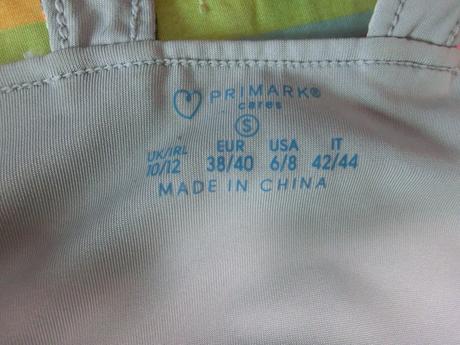 PRIMARK®
cares
S
UK/IRL EUR USA IT
10/12 38/40 6/8 42/44
MADE IN CHINA